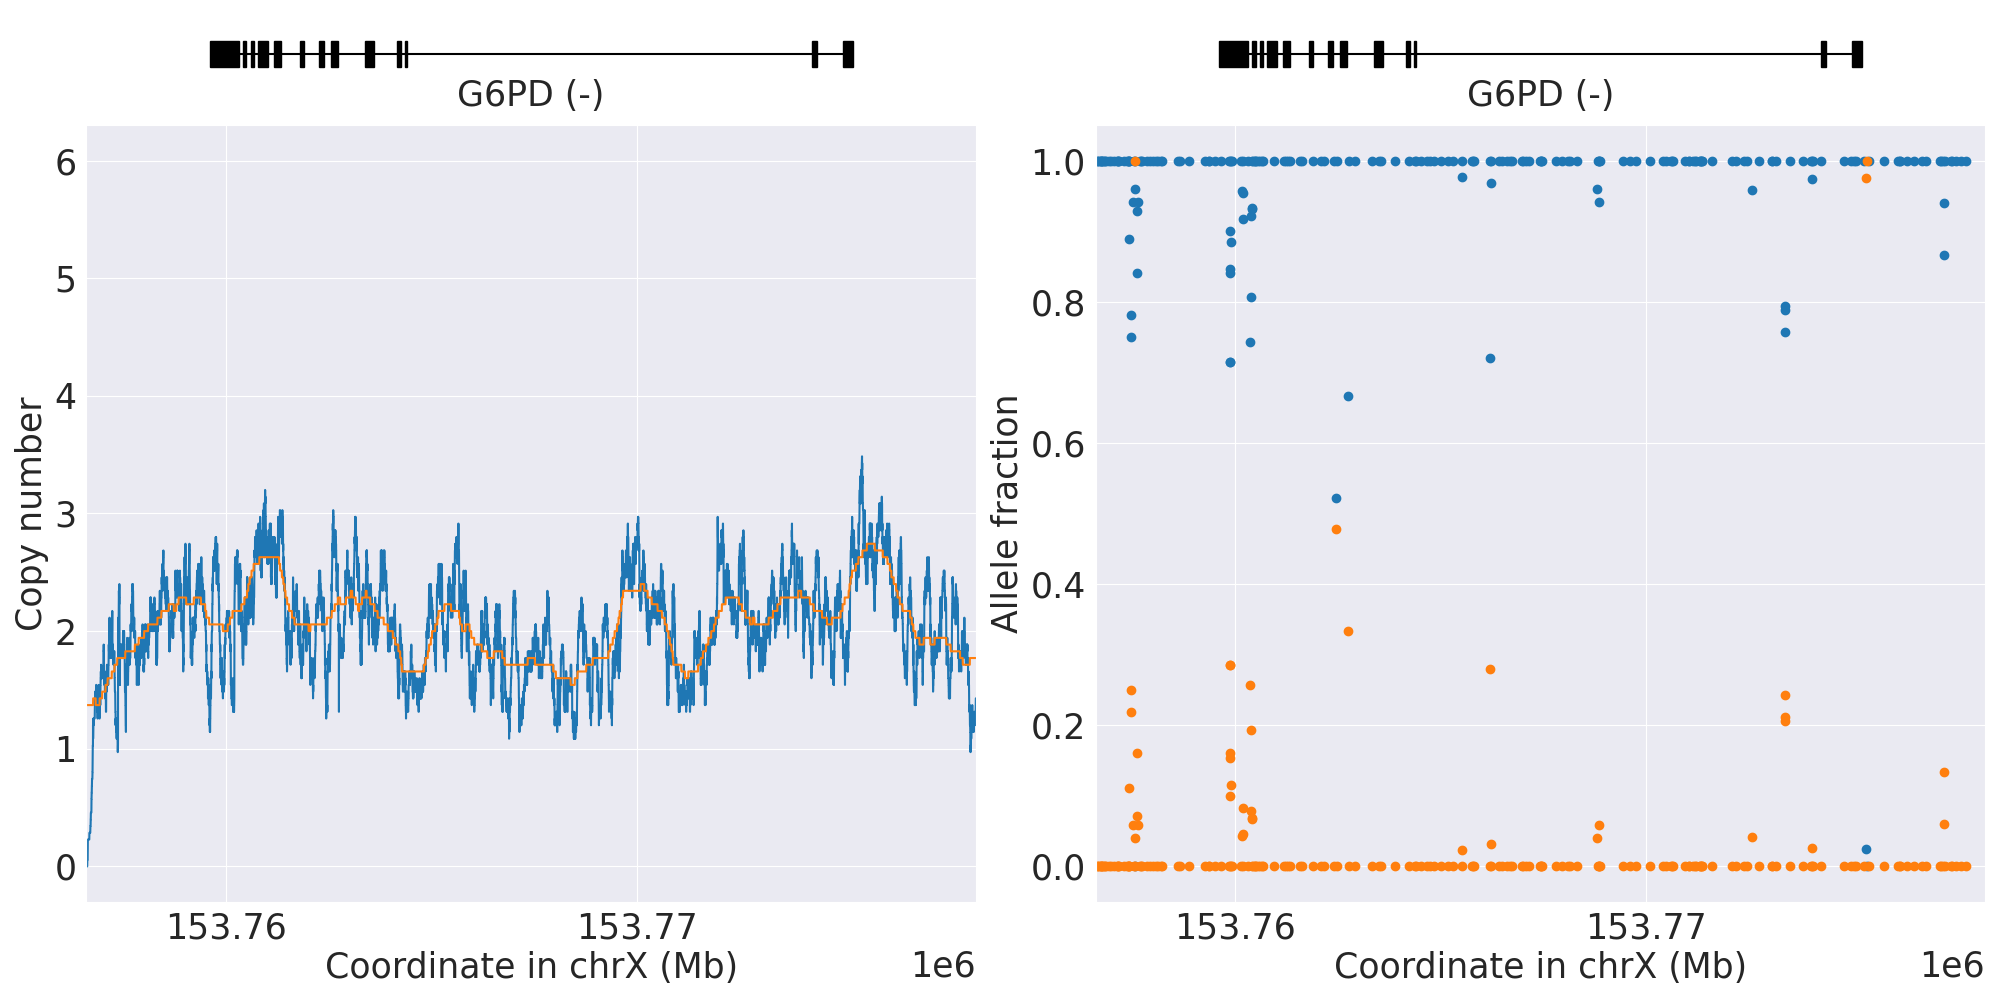 G6PD (-)
6
5
4
3
2
1
0
Copy number
153.76
153.77
Coordinate in chrX (Mb)
1e6
G6PD (-)
1.0
0.8
0.6
0.4
0.2
0.0
Allele fraction
153.76
153.77
Coordinate in chrX (Mb)
1e6